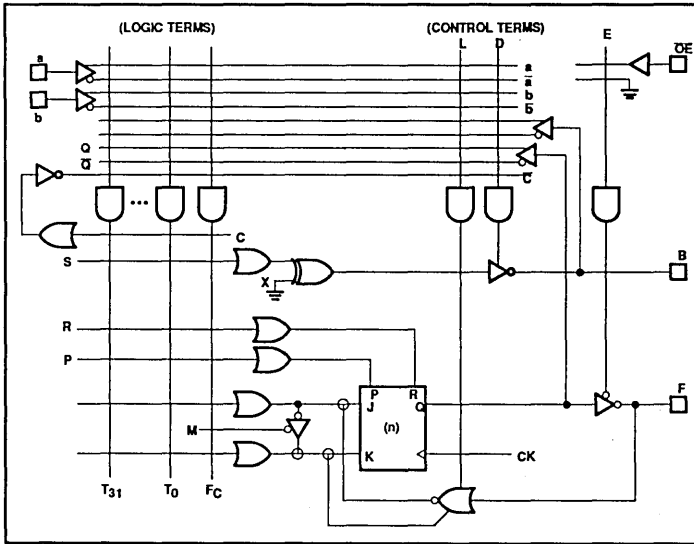 (LOGIC TERMS)
(CONTROL TERMS)
L D
E
OE
a
b
a
a
b
b
Q
Q
C
C
S
X
B
R
P
P R
J Q
F
M
(n)
K
CK
T31
T0
FC